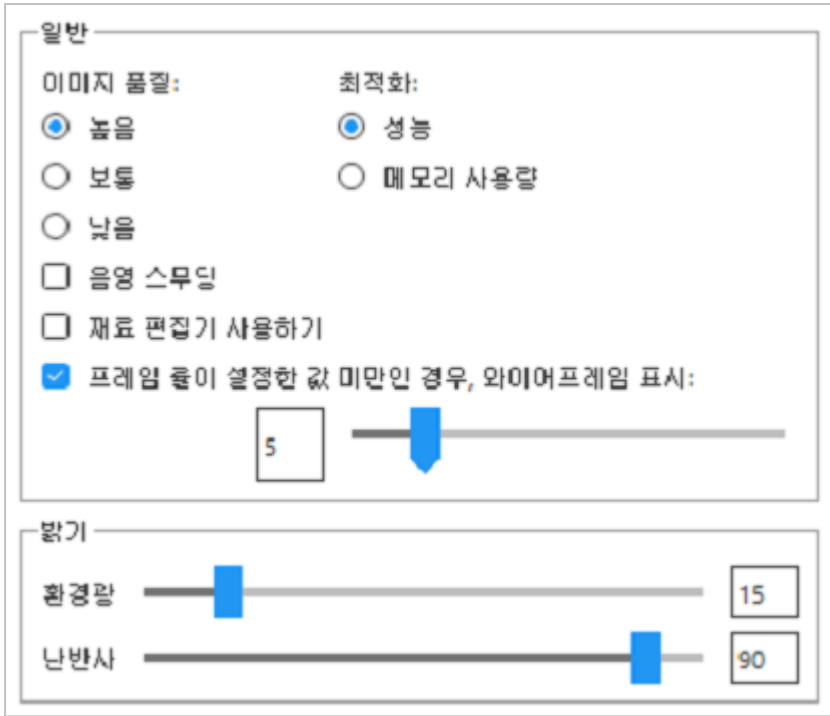 일반
이미지 품질: 최적화:
높음 성능
보통 메모리 사용량
낮음
음영 스무딩
재료 편집기 사용하기
프레임 률이 설정한 값 미만인 경우, 와이어프레임 표시:
5
밝기
환경광 15
난반사 90